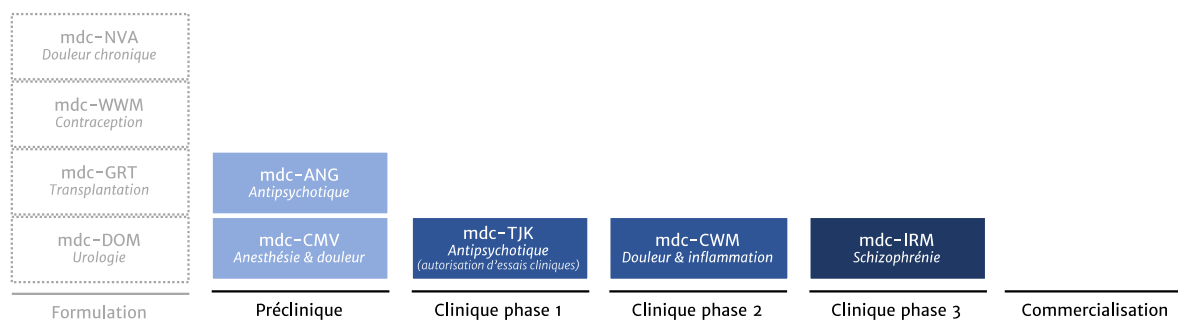 mdc-NVA
Douleur chronique
mdc-WWM
Contraception
mdc-GRT
Transplantation
mdc-DOM
Urologie
Formulation
mdc-ANG
Antipsychotique
mdc-CMV
Anesthésie & douleur
Préclinique
mdc-TJK
Antipsychotique
(autorisation d'essais cliniques)
Clinique phase 1
mdc-CWM
Douleur & inflammation
Clinique phase 2
mdc-IRM
Schizophrénie
Clinique phase 3
Commercialisation